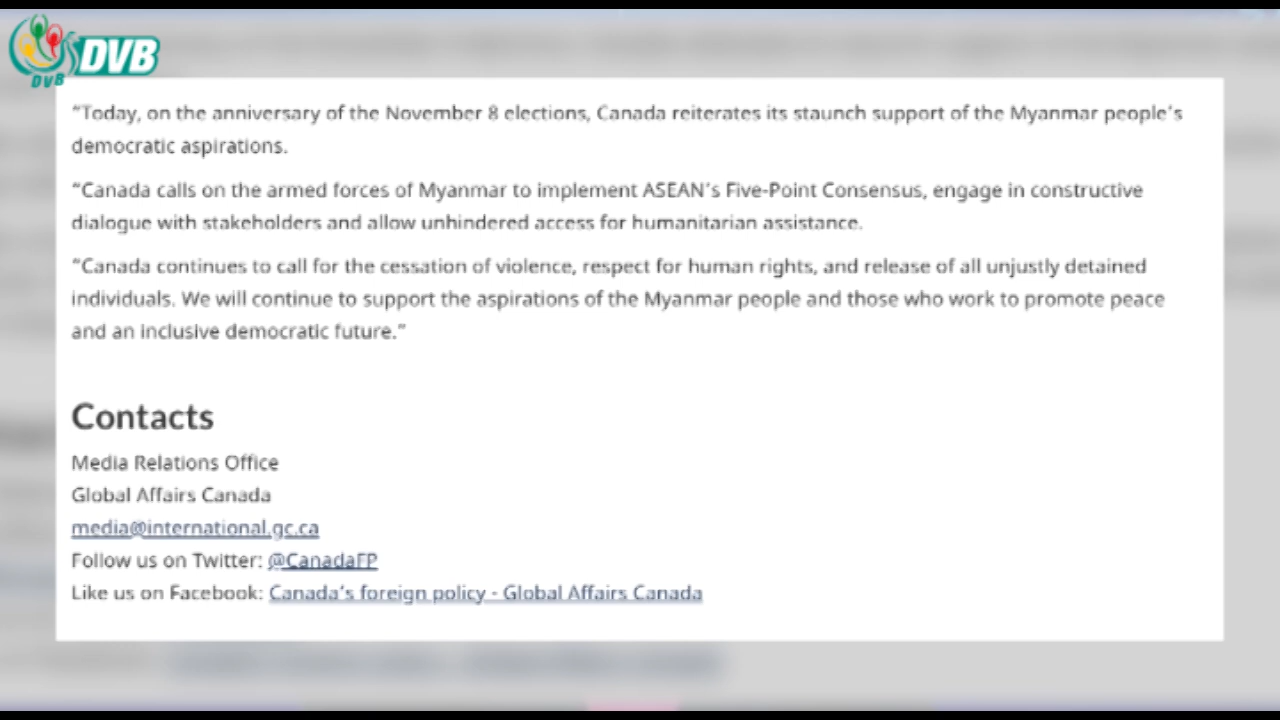 DVB
DVB
“Today, on the anniversary of the November 8 elections, Canada reiterates its staunch support of the Myanmar people’s
democratic aspirations.
“Canada calls on the armed forces of Myanmar to implement ASEAN’s Five-Point Consensus, engage in constructive
dialogue with stakeholders and allow unhindered access for humanitarian assistance.
“Canada continues to call for the cessation of violence, respect for human rights, and release of all unjustly detained
individuals. We will continue to support the aspirations of the Myanmar people and those who work to promote peace
and an inclusive democratic future.”
Contacts
Media Relations Office
Global Affairs Canada
media@international.gc.ca
Follow us on Twitter: @CanadaFP
Like us on Facebook: Canada’s foreign policy - Global Affairs Canada